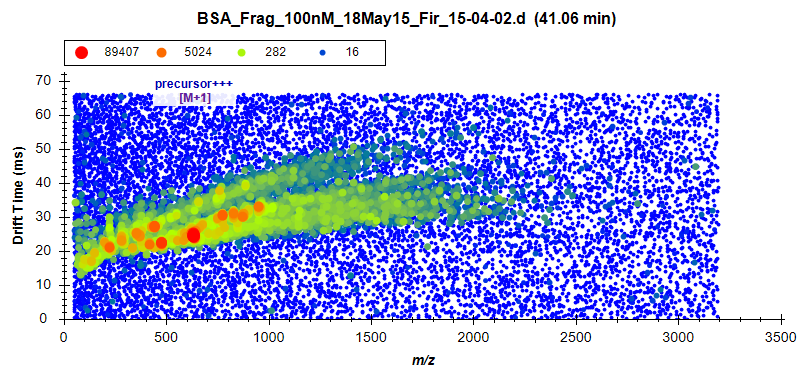 BSA_Frag_100nM_18May15_Fir_15-04-02.d (41.06 min)
89407 5024 282 16
precursor+++
[M+1]
70
60
50
40
30
20
10
0
Drift Time (ms)
0 500 1000 1500 2000 2500 3000 3500
m/z